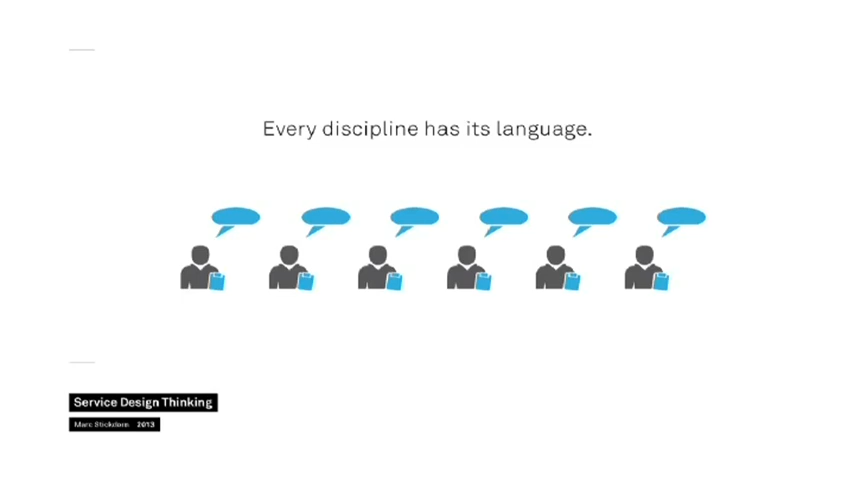 Every discipline has its language.
Service Design Thinking
Marc Stickdorn 2013